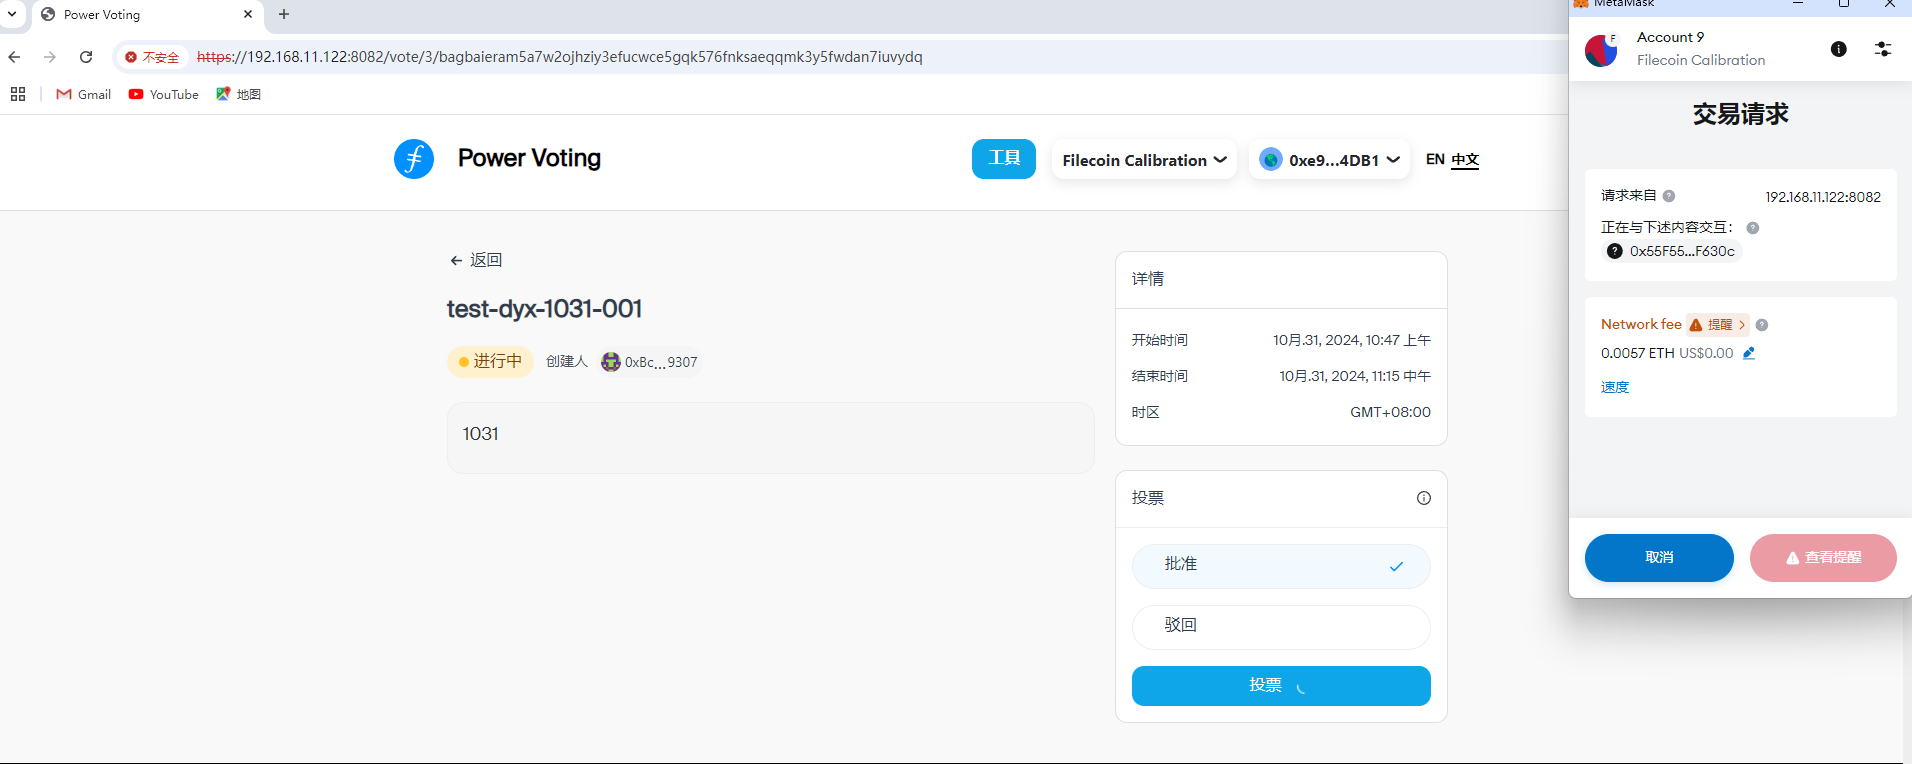 Power Voting
不安全
https://192.168.11.122:8082/vote/3/bagbaieram5a7w2ojhziy3efucwce5gqk576fnksaeqqmk3y5fwdan7iuvydq
Gmail
YouTube
地图
Power Voting
工具
Filecoin Calibration
0xe9...4DB1
EN 中文
返回
test-dyx-1031-001
进行中
创建人
0xBc...9307
1031
详情
开始时间 10月.31, 2024, 10:47 上午
结束时间 10月.31, 2024, 11:15 中午
时区 GMT+08:00
投票
批准
驳回
投票
MetaMask
F
Account 9
Filecoin Calibration
交易请求
请求来自 192.168.11.122:8082
正在与下述内容交互：
0x55F55...F630c
Network fee 提醒
0.0057 ETH US$0.00
速度
取消
查看提醒